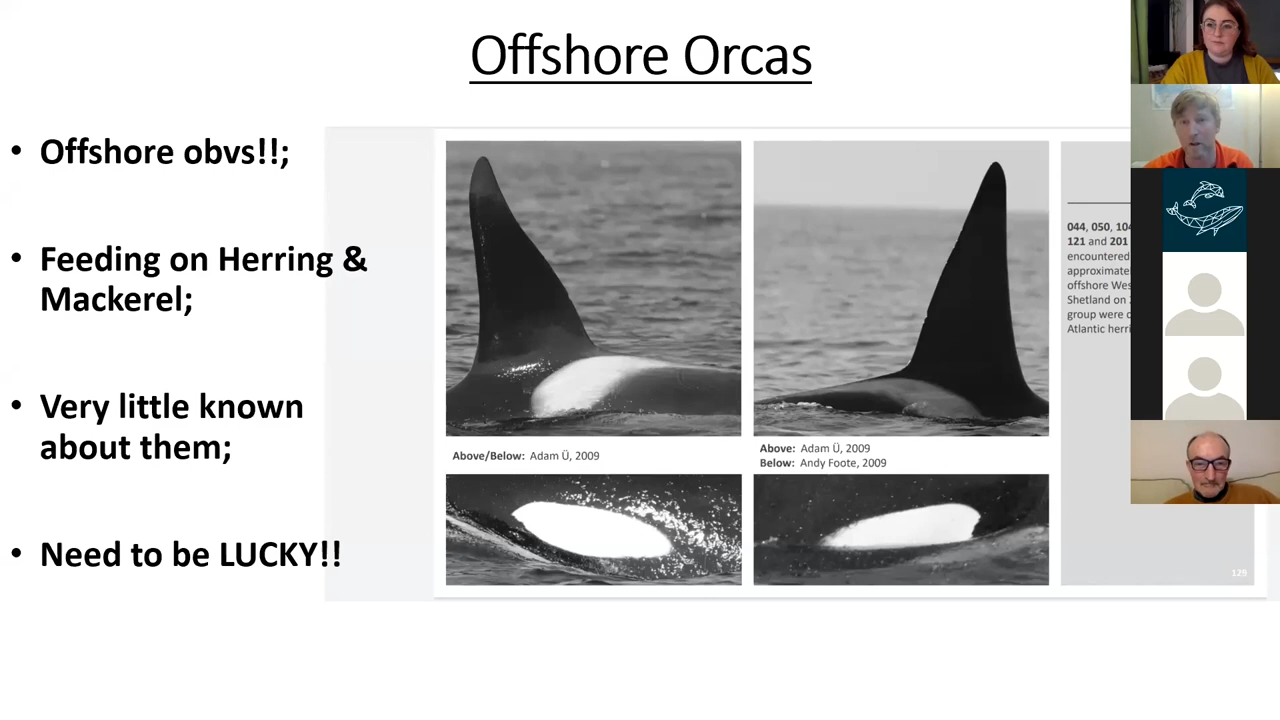 Offshore Orcas
• Offshore obvs!!;
• Feeding on Herring &
Mackerel;
• Very little known
about them;
• Need to be LUCKY!!
Above/Below: Adam Ü, 2009
Above: Adam Ü, 2009
Below: Andy Foote, 2009
044, 050,
121 and 201
encountered
offshore
Shetland on
group were
Atlantic
129